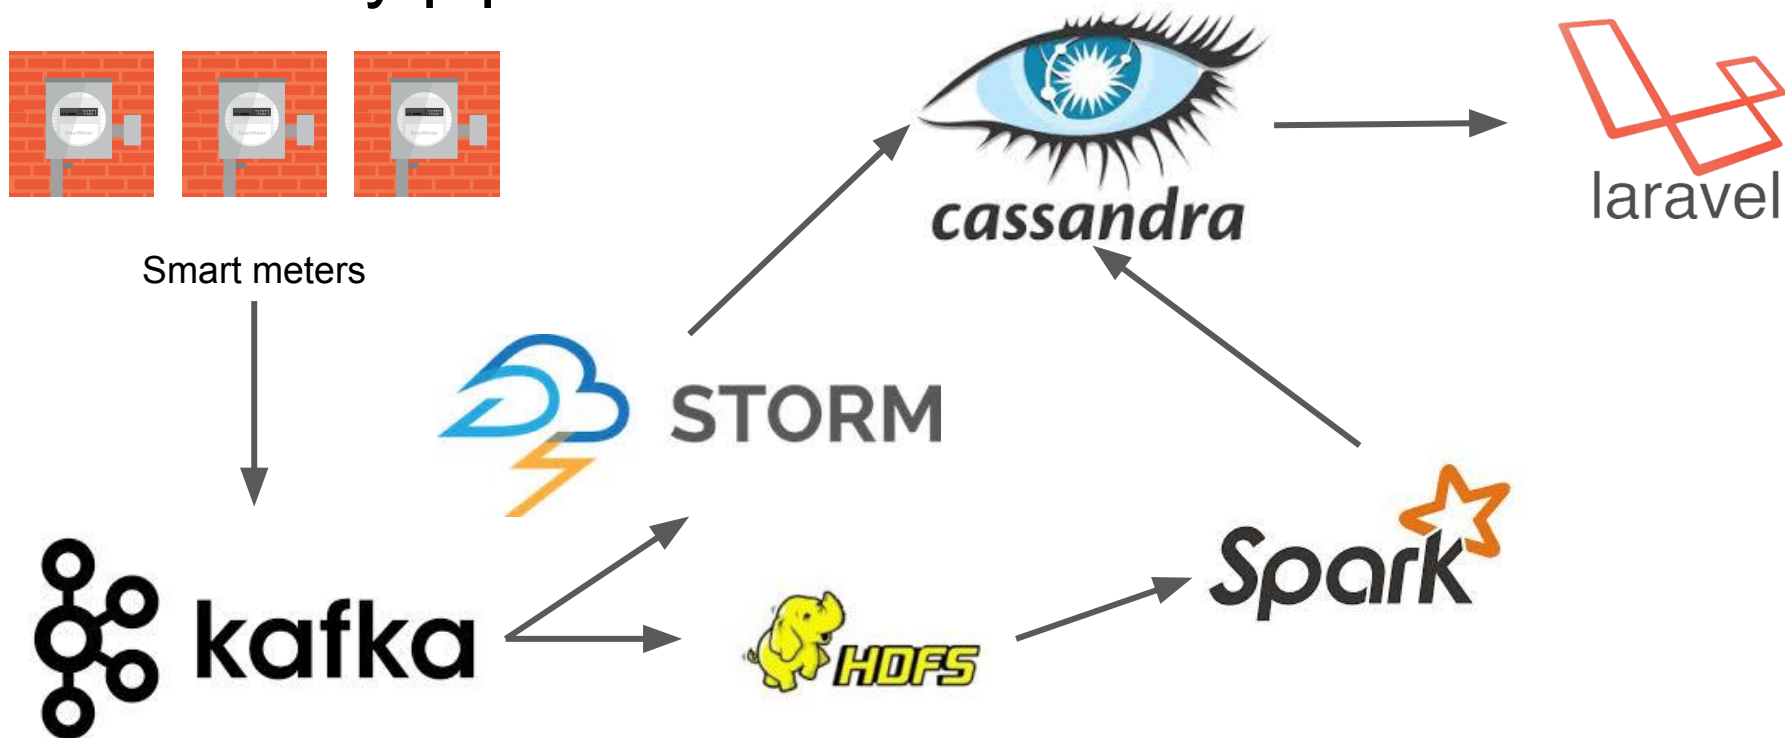 Smart meters
cassandra
laravel
STORM
Spark
kafka
HDFS